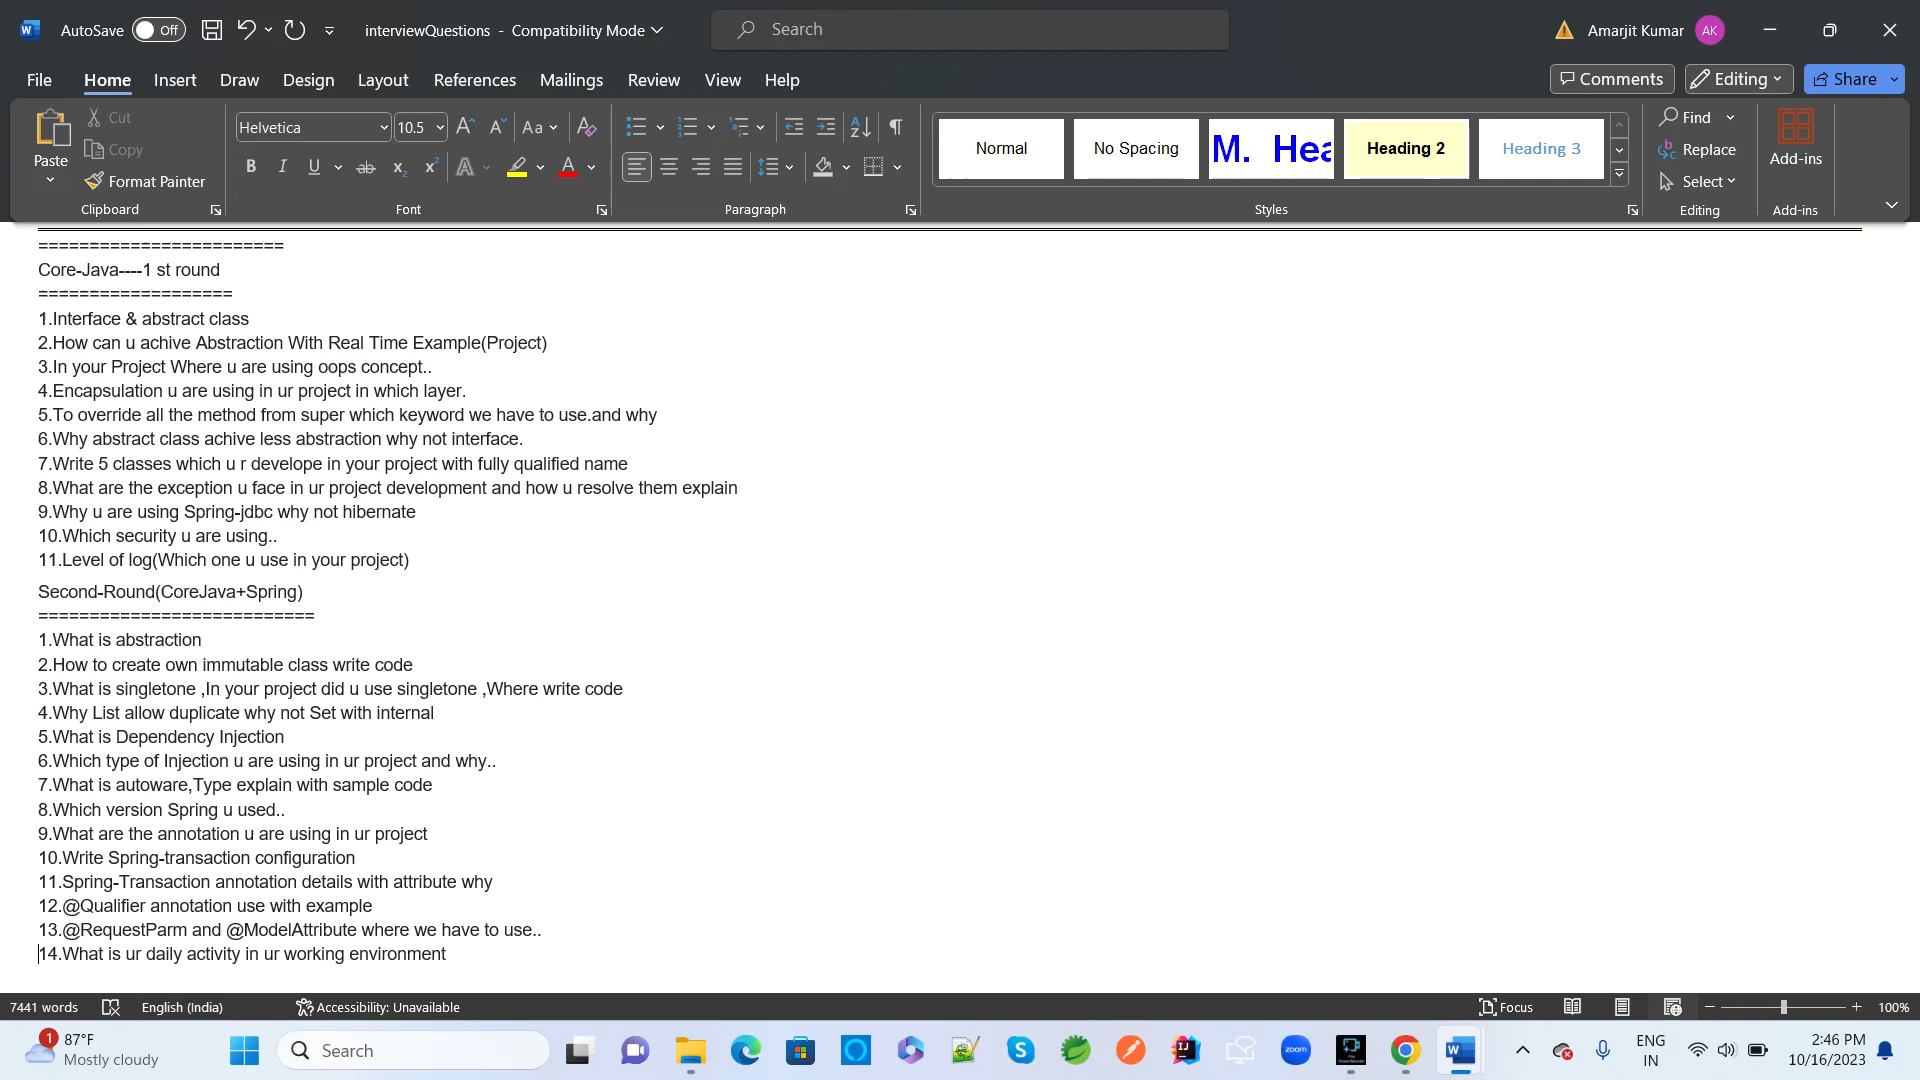 AutoSave Off interviewQuestions - Compatibility Mode Search Amarjit Kumar AK
File Home Insert Draw Design Layout References Mailings Review View Help Comments Editing Share
Paste Cut Copy Format Painter Clipboard
Helvetica 10.5 Aa Font
Paragraph
Normal No Spacing M. Hea Heading 2 Heading 3 Styles
Find Replace Select Editing
Add-ins Add-ins
========================
Core-Java----1 st round
===================
1.Interface & abstract class
2.How can u achive Abstraction With Real Time Example(Project)
3.In your Project Where u are using oops concept..
4.Encapsulation u are using in ur project in which layer.
5.To override all the method from super which keyword we have to use.and why
6.Why abstract class achive less abstraction why not interface.
7.Write 5 classes which u r develope in your project with fully qualified name
8.What are the exception u face in ur project development and how u resolve them explain
9.Why u are using Spring-jdbc why not hibernate
10.Which security u are using..
11.Level of log(Which one u use in your project)
Second-Round(CoreJava+Spring)
===========================
1.What is abstraction
2.How to create own immutable class write code
3.What is singletone ,In your project did u use singletone ,Where write code
4.Why List allow duplicate why not Set with internal
5.What is Dependency Injection
6.Which type of Injection u are using in ur project and why..
7.What is autoware,Type explain with sample code
8.Which version Spring u used..
9.What are the annotation u are using in ur project
10.Write Spring-transaction configuration
11.Spring-Transaction annotation details with attribute why
12.@Qualifier annotation use with example
13.@RequestParm and @ModelAttribute where we have to use..
14.What is ur daily activity in ur working environment
7441 words English (India) Accessibility: Unavailable Focus 100%
1 87°F Mostly cloudy Search zoom ENG IN 2:46 PM 10/16/2023